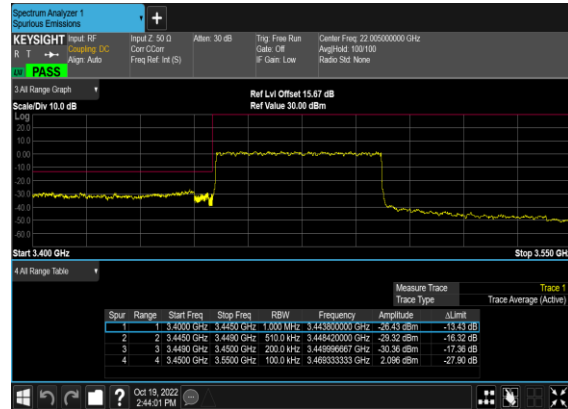 Spectrum Analyzer 1
Spurious Emissions
+
KEYSIGHT Input: RF Input Z: 50 Ω Atten: 30 dB Trig: Free Run Center Freq: 22.005000000 GHz
R T Coupling: DC Corr CCorr Gate: Off Avg|Hold: 100/100
Align: Auto Freq Ref: Int (S) IF Gain: Low Radio Std: None
LXI PASS
3 All Range Graph
Ref Lvl Offset 15.67 dB
Scale/Div 10.0 dB Ref Value 30.00 dBm
Log
20.0
10.0
0.00
-10.0
-20.0
-30.0
-40.0
-50.0
-60.0
Start 3.400 GHz Stop 3.550 GHz
4 All Range Table
Measure Trace Trace 1
Trace Type Trace Average (Active)
Spur Range Start Freq Stop Freq RBW Frequency Amplitude ΔLimit
1 1 3.4000 GHz 3.4450 GHz 1.000 MHz 3.443800000 GHz -26.43 dBm -13.43 dB
2 2 3.4450 GHz 3.4490 GHz 510.0 kHz 3.448420000 GHz -29.32 dBm -16.32 dB
3 3 3.4490 GHz 3.4500 GHz 200.0 kHz 3.449996667 GHz -30.36 dBm -17.36 dB
4 4 3.4500 GHz 3.5500 GHz 100.0 kHz 3.469333333 GHz 2.096 dBm -27.90 dB
? Oct 19, 2022
2:44:01 PM